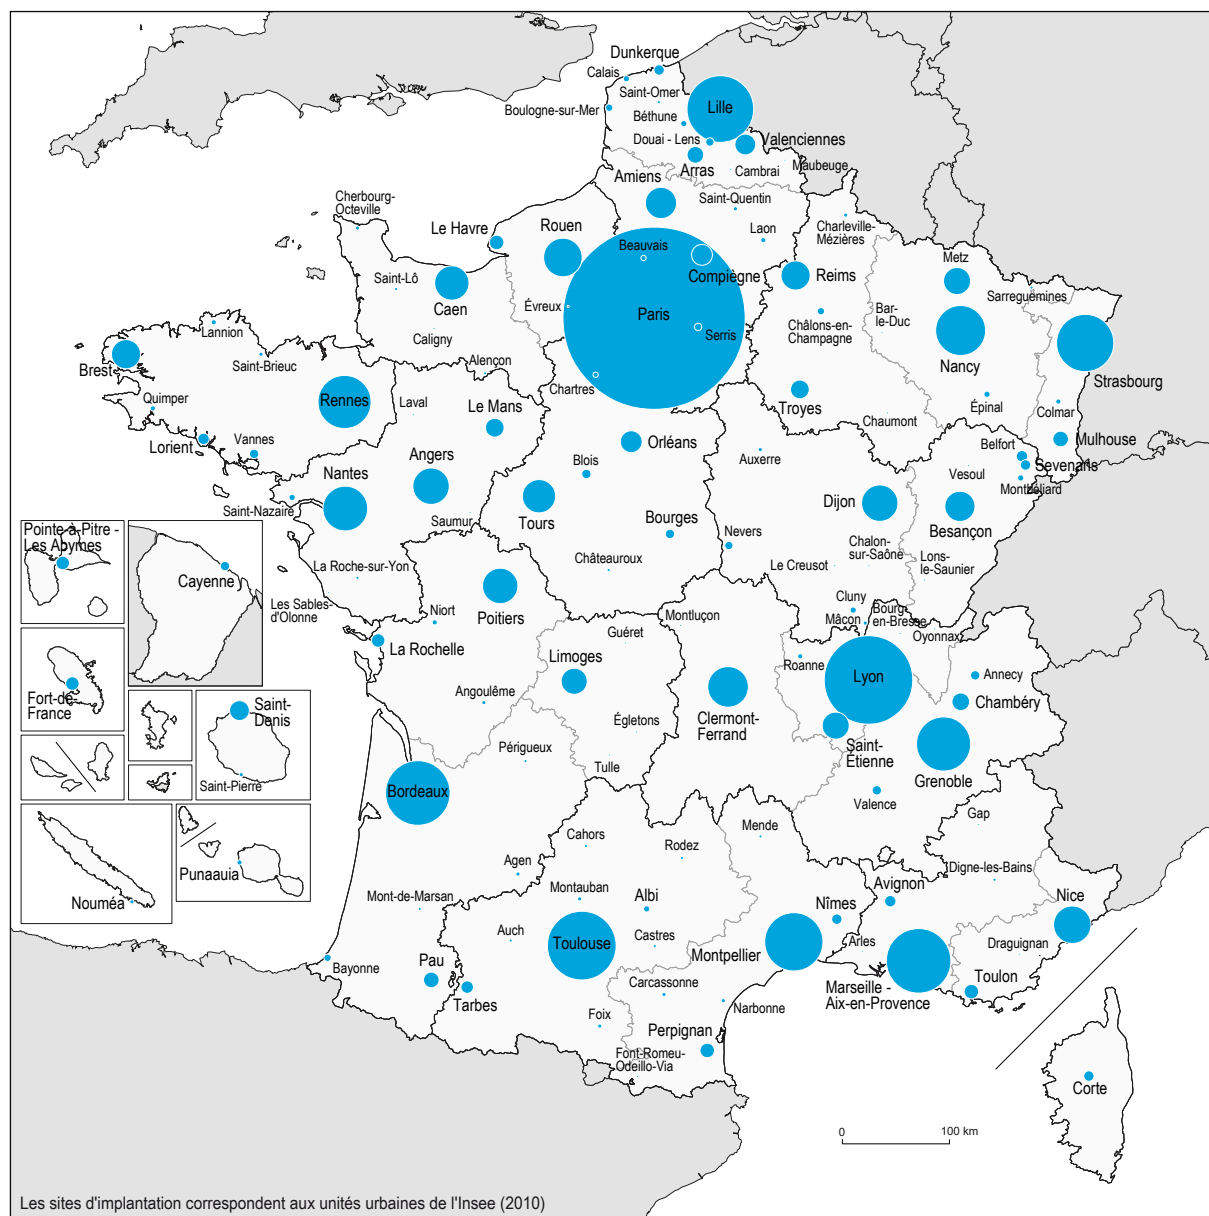 Dunkerque
Calais
Saint-Omer
Boulogne-sur-Mer
Béthune
Lille
Douai - Lens
Valenciennes
Arras
Cambrai
Maubeuge
Amiens
Saint-Quentin
Cherbourg-
Octeville
Le Havre
Rouen
Laon
Charleville-
Mézières
Beauvais
Compiègne
Reims
Metz
Saint-Lô
Caen
Évreux
Paris
Serris
Châlons-en-
Champagne
Bar-
le-Duc
Sarreguemines
Lannion
Caligny
Nancy
Strasbourg
Brest
Saint-Brieuc
Alençon
Chartres
Troyes
Quimper
Rennes
Laval
Le Mans
Chaumont
Épinal
Colmar
Lorient
Vannes
Angers
Orléans
Auxerre
Belfort
Mulhouse
Sevenans
Nantes
Blois
Vesoul
Montbéliard
Saint-Nazaire
Saumur
Tours
Bourges
Dijon
Besançon
Pointe-à-Pitre -
Les Abymes
Nevers
Chalon-
sur-Saône
Cayenne
La Roche-sur-Yon
Châteauroux
Le Creusot
Lons-
le-Saunier
Les Sables-
d'Olonne
Niort
Poitiers
Montluçon
Cluny
Mâcon
Bourg-
en-Bresse
Oyonnax
La Rochelle
Guéret
Limoges
Roanne
Lyon
Annecy
Fort-de-
France
Saint-
Denis
Angoulême
Égletons
Clermont-
Ferrand
Chambéry
Saint-
Étienne
Grenoble
Périgueux
Tulle
Saint-Pierre
Bordeaux
Valence
Cahors
Mende
Gap
Punaauia
Agen
Rodez
Digne-les-Bains
Nouméa
Mont-de-Marsan
Montauban
Albi
Avignon
Nice
Nîmes
Auch
Toulouse
Castres
Montpellier
Arles
Draguignan
Bayonne
Pau
Tarbes
Carcassonne
Marseille -
Aix-en-Provence
Toulon
Narbonne
Foix
Perpignan
Font-Romeu-
Odeillo-Via
Corte
0 100 km
Les sites d'implantation correspondent aux unités urbaines de l'Insee (2010)